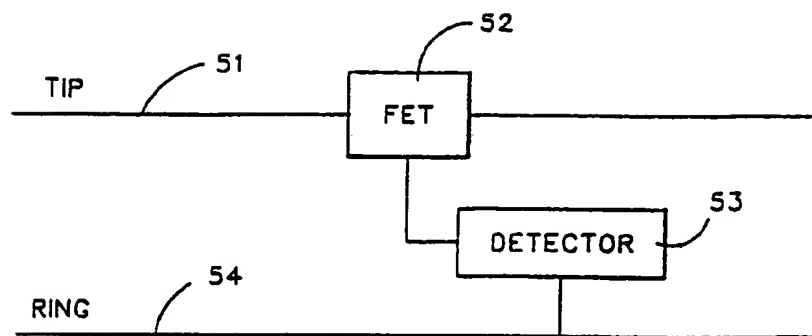 52
51
TIP
FET
53
DETECTOR
54
RING